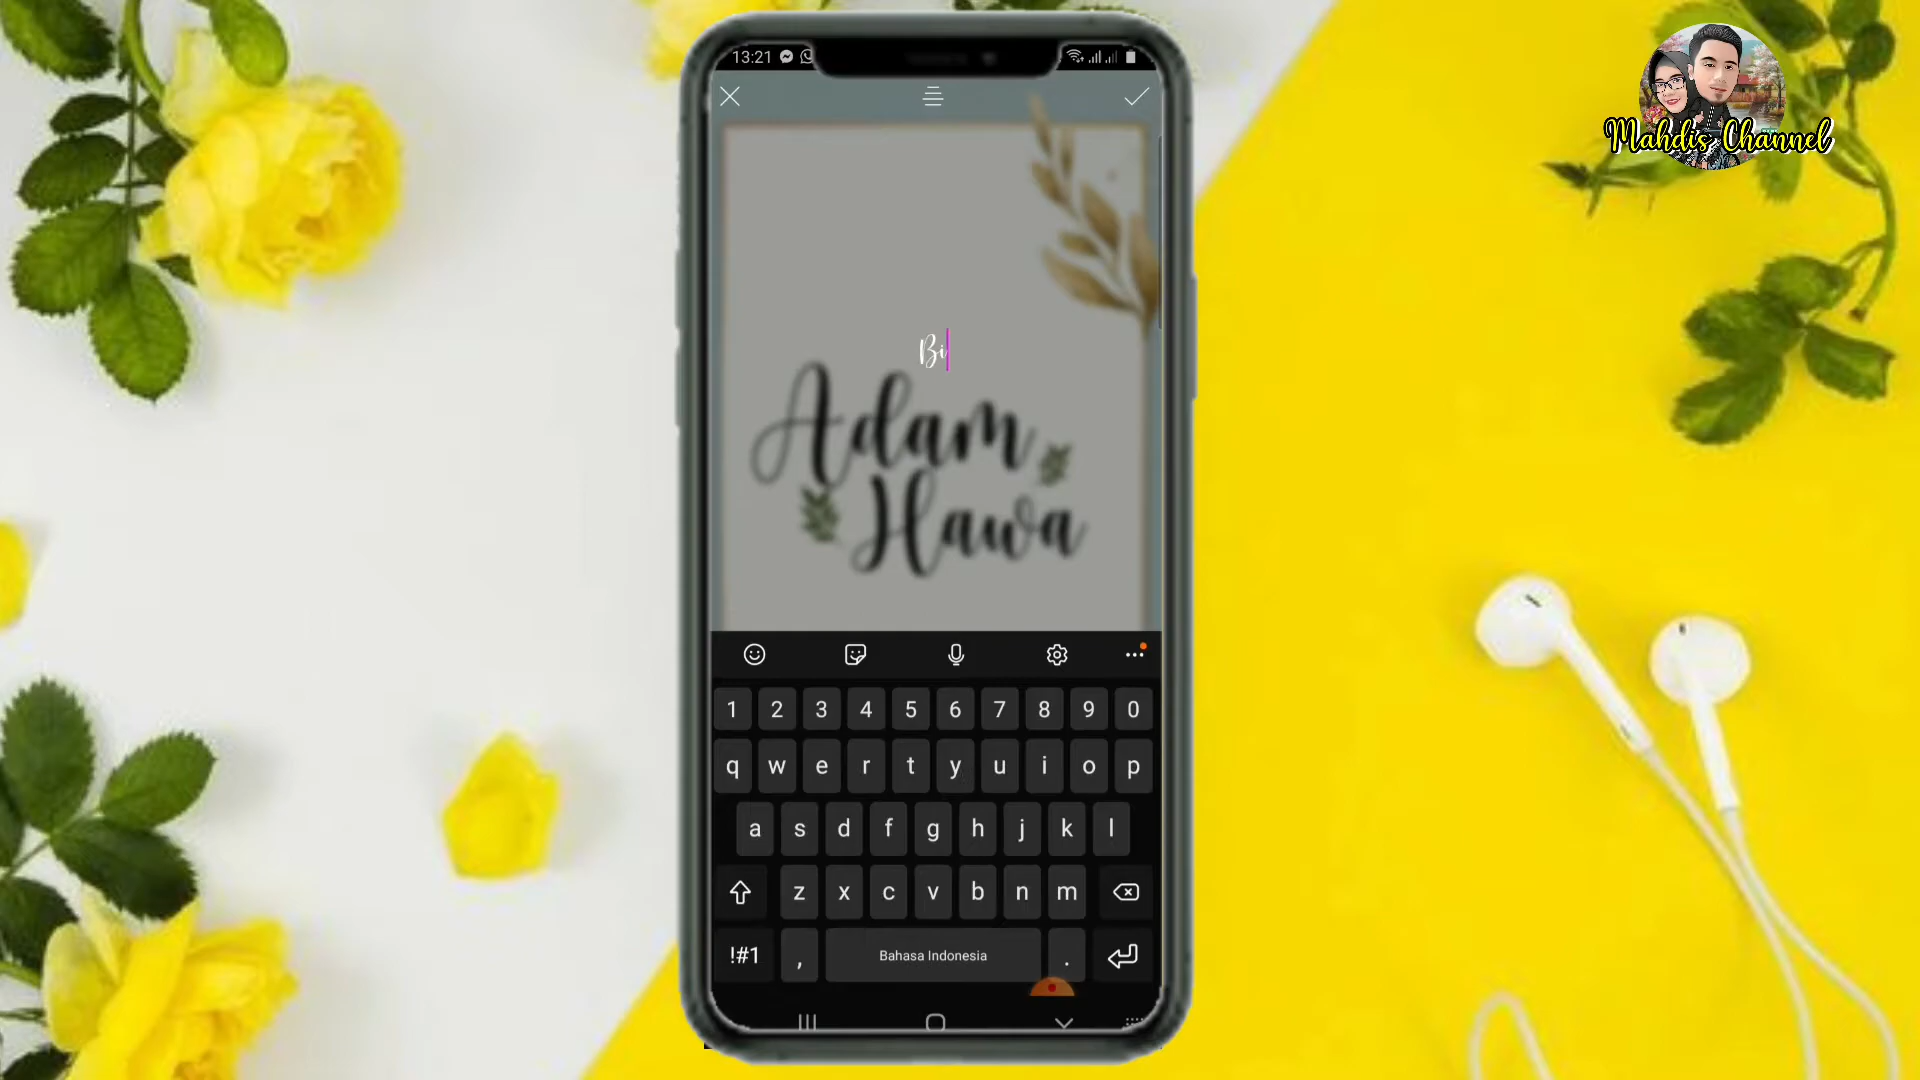 13:21
Mahdis Channel
Bi
Adam
Hawa
1 2 3 4 5 6 7 8 9 0
q w e r t y u i o p
a s d f g h j k l
z x c v b n m
!#1 , Bahasa Indonesia .